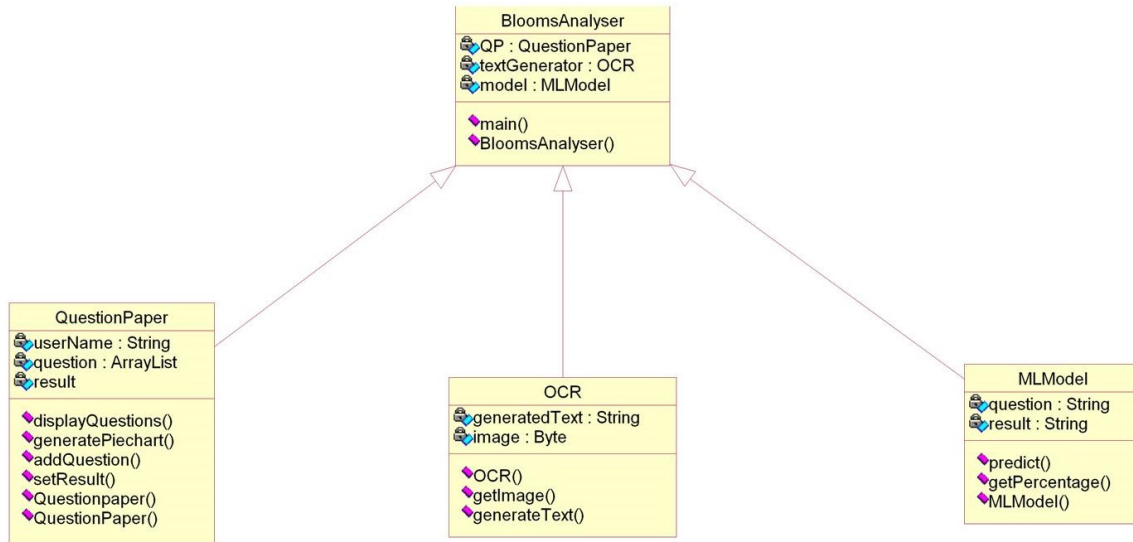 BloomsAnalyser
QP : QuestionPaper
textGenerator : OCR
model : MLModel
main()
BloomsAnalyser()
QuestionPaper
userName : String
question : ArrayList
result
displayQuestions()
generatePiechart()
addQuestion()
setResult()
Questionpaper()
QuestionPaper()
OCR
generatedText : String
image : Byte
OCR()
getImage()
generateText()
MLModel
question : String
result : String
predict()
getPercentage()
MLModel()